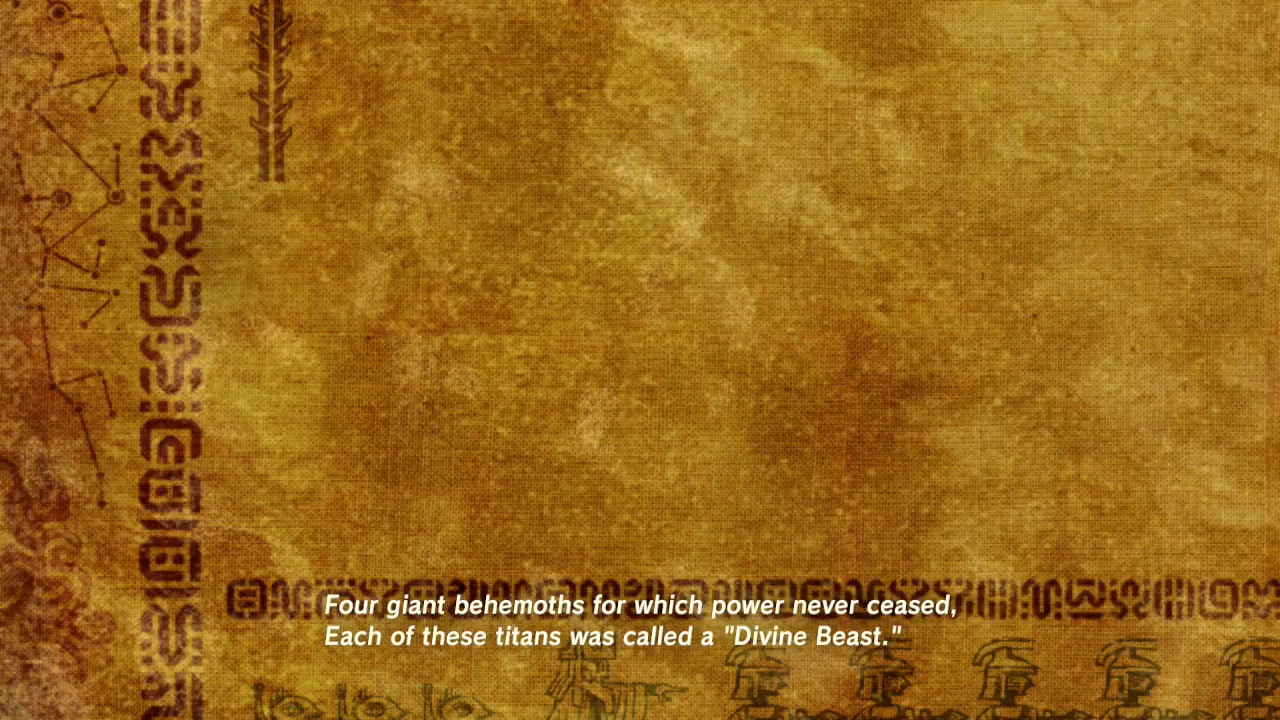 Four giant behemoths for which power never ceased,
Each of these titans was called a "Divine Beast."